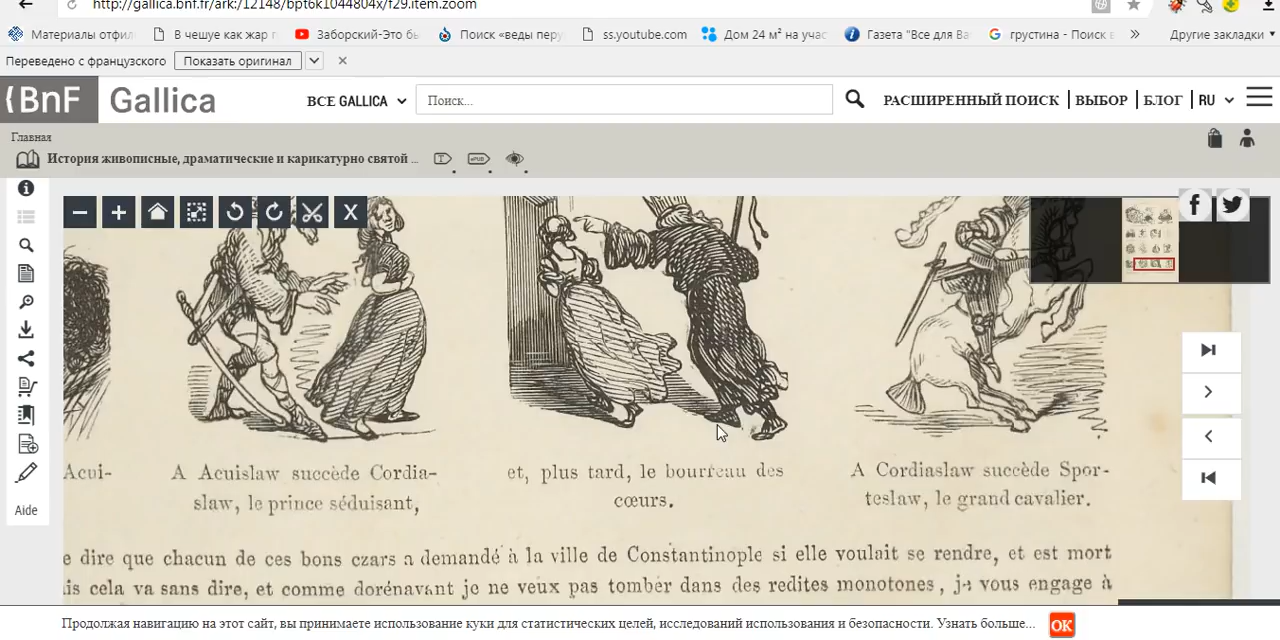 http://gallica.bnf.fr/ark:/12148/bpt6k1044804x/f29.item.zoom
Материалы отфил
В чешуе как жар г
Заборский-Это бы
Поиск «веды перу
ss.youtube.com
Дом 24 м² на учас
Газета "Все для Ва
грустина - Поиск в
»
Другие закладки
Переведено с французского
Показать оригинал
BnF Gallica
ВСЕ GALLICA
Поиск...
РАСШИРЕННЫЙ ПОИСК
ВЫБОР
БЛОГ
RU
Главная
История живописные, драматические и карикатурно святой ...
Acui-
A Acuislaw succède Cordia-
slaw, le prince séduisant,
et, plus tard, le bourreau des
cœurs.
A Cordiaslaw succède Spor-
teslaw, le grand cavalier.
Aide
e dire que chacun de ces bons czars a demandé à la ville de Constantinople si elle voulait se rendre, et est mort
is cela va sans dire, et comme dorénavant je ne veux pas tomber dans des redites monotones, je vous engage à
Продолжая навигацию на этот сайт, вы принимаете использование куки для статистических целей, исследований использования и безопасности. Узнать больше...
OK